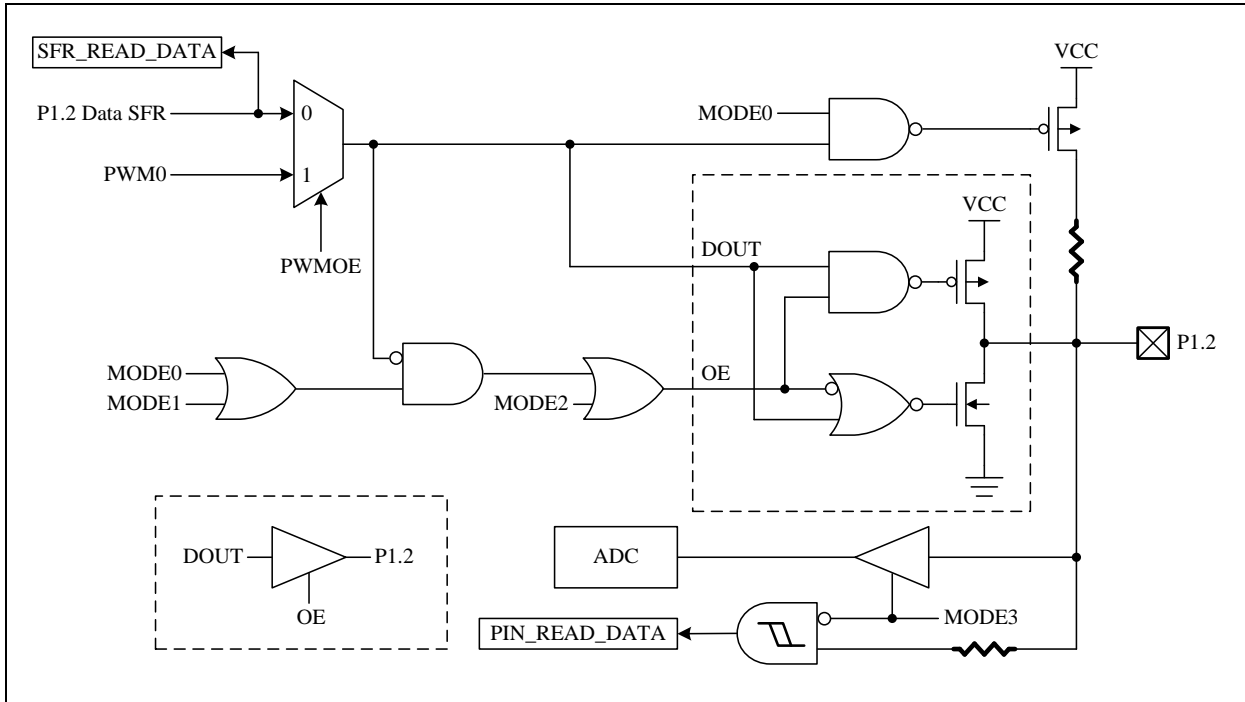 SFR_READ_DATA
VCC
P1.2 Data SFR
0
MODE0
PWM0
1
VCC
PWMOE
DOUT
P1.2
MODE0
MODE1
OE
MODE2
DOUT
P1.2
OE
ADC
MODE3
PIN_READ_DATA